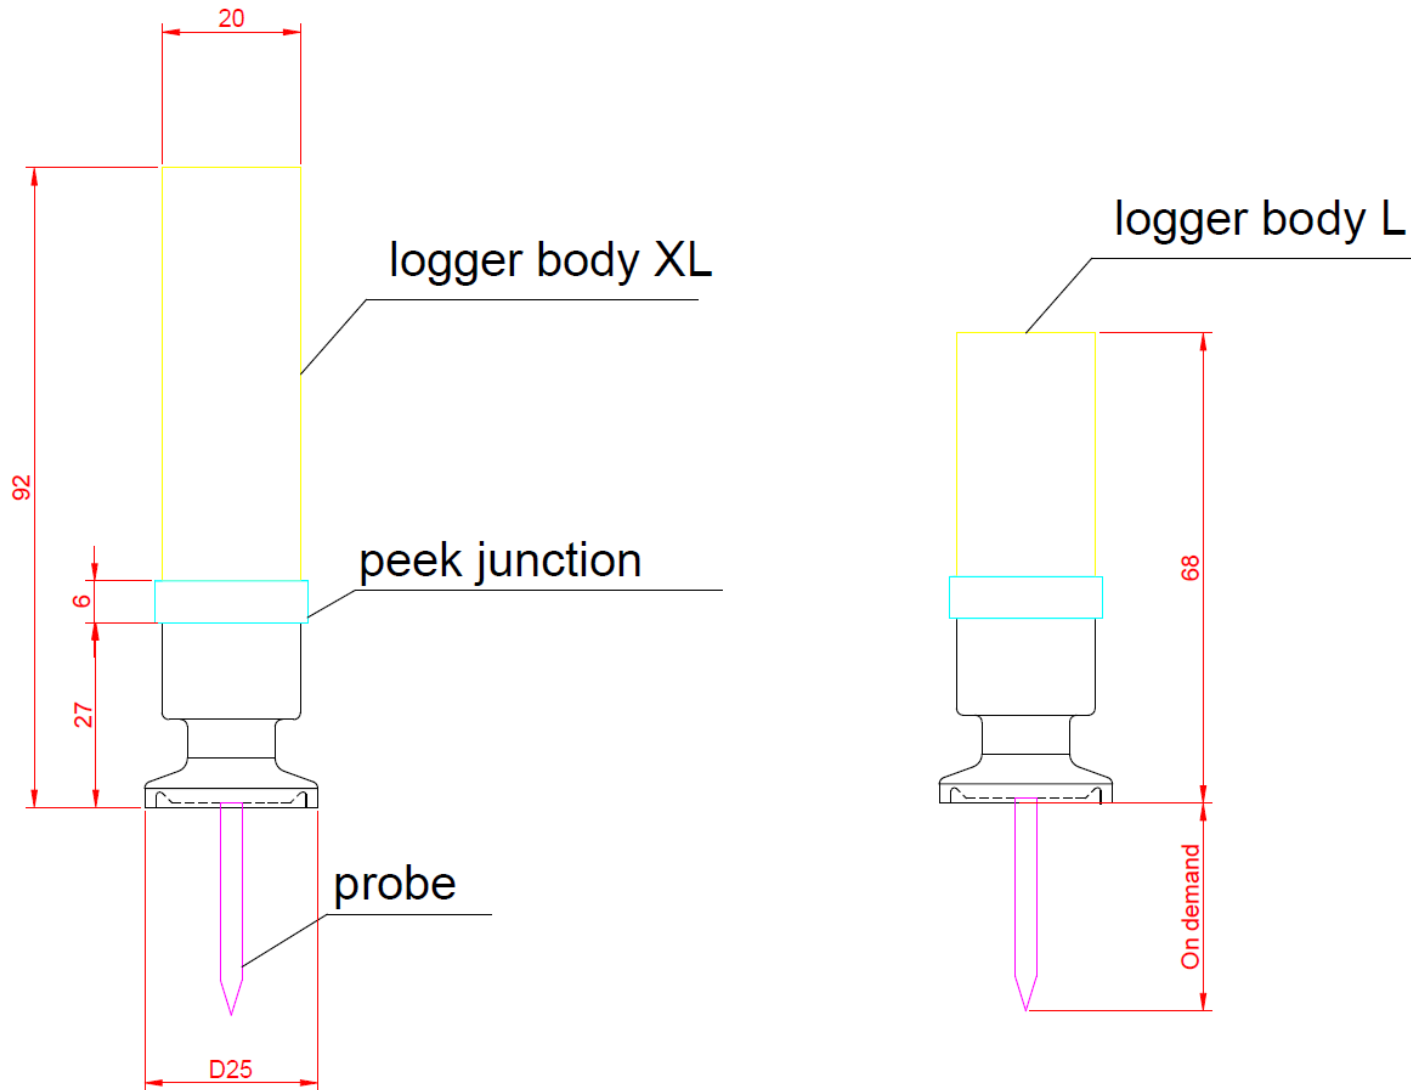 20
logger body XL
92
peek junction
6
27
probe
D25
logger body L
68
On demand